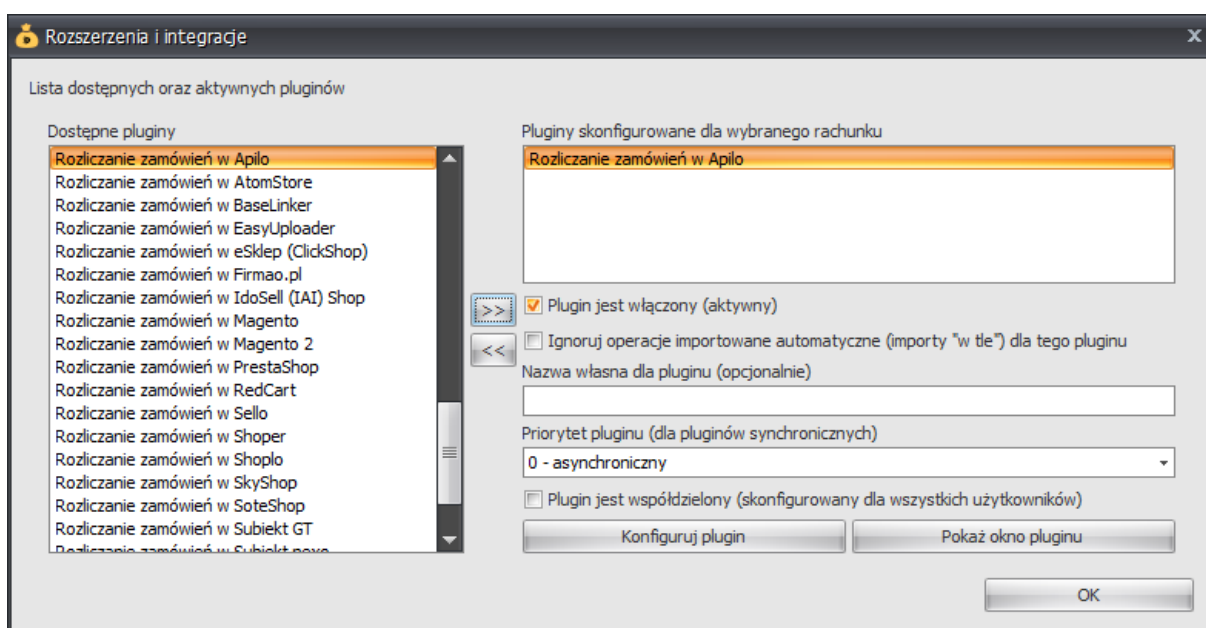 Rozszerzenia i integracje
x
Lista dostępnych oraz aktywnych pluginów
Dostępne pluginy
Rozliczanie zamówień w Apilo
Rozliczanie zamówień w AtomStore
Rozliczanie zamówień w BaseLinker
Rozliczanie zamówień w EasyUploader
Rozliczanie zamówień w eSklep (ClickShop)
Rozliczanie zamówień w Firmao.pl
Rozliczanie zamówień w IdoSell (IAI) Shop
Rozliczanie zamówień w Magento
Rozliczanie zamówień w Magento 2
Rozliczanie zamówień w PrestaShop
Rozliczanie zamówień w RedCart
Rozliczanie zamówień w Sello
Rozliczanie zamówień w Shoper
Rozliczanie zamówień w Shoplo
Rozliczanie zamówień w SkyShop
Rozliczanie zamówień w SoteShop
Rozliczanie zamówień w Subiekt GT
Rozliczanie zamówień w Subiekt nexo
>>
<<
Pluginy skonfigurowane dla wybranego rachunku
Rozliczanie zamówień w Apilo
Plugin jest włączony (aktywny)
Ignoruj operacje importowane automatyczne (importy "w tle") dla tego pluginu
Nazwa własna dla pluginu (opcjonalnie)
Priorytet pluginu (dla pluginów synchronicznych)
0 - asynchroniczny
Plugin jest współdzielony (skonfigurowany dla wszystkich użytkowników)
Konfiguruj plugin
Pokaż okno pluginu
OK